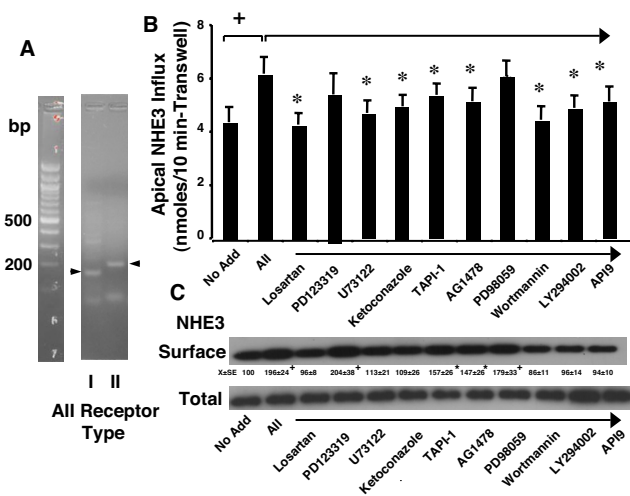 A
bp
500
200
I II
AII Receptor
Type
B
Apical NHE3 Influx
(nmoles/10 min-Transwell)
8
6
4
2
0
+
* * * * * * * *
No Add AII Losartan PD123319 U73122 Ketoconazole TAPI-1 AG1478 PD98059 Wortmannin LY294002 API9
C
NHE3
Surface
X±SE 100 196±24+ 96±8 204±38+ 113±21 109±26 157±26* 147±26* 179±33+ 86±11 96±14 94±10
Total
No Add AII Losartan PD123319 U73122 Ketoconazole TAPI-1 AG1478 PD98059 Wortmannin LY294002 API9